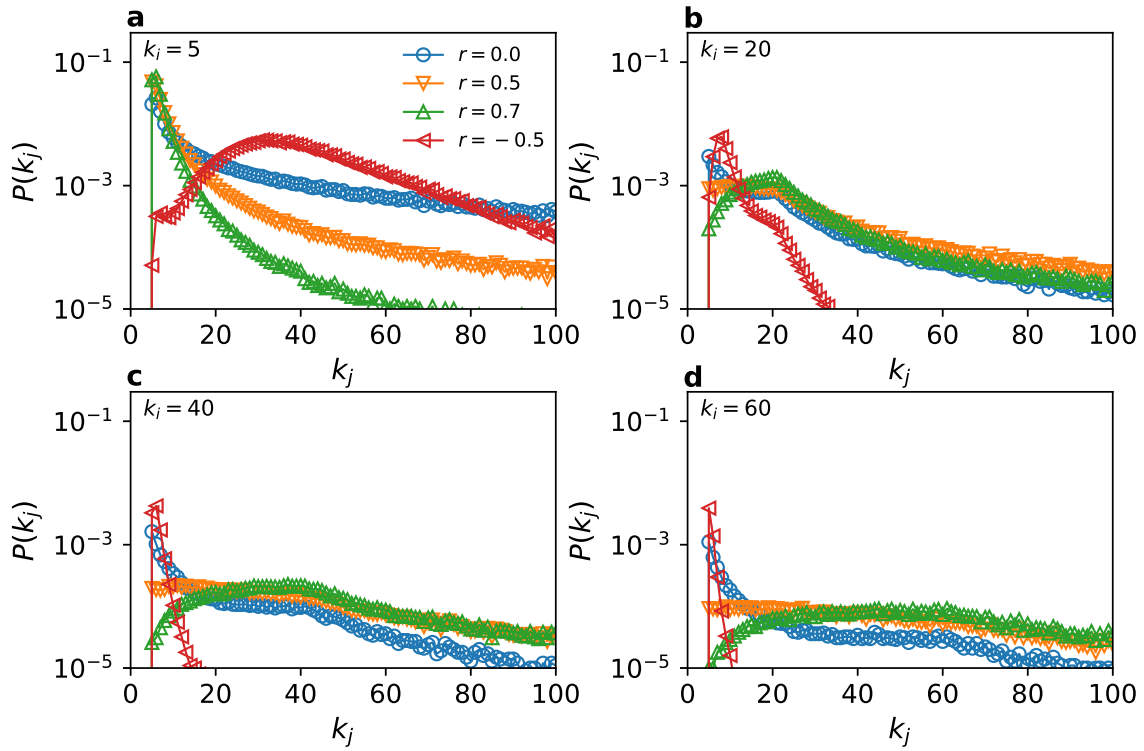 a
b
k_i = 5
r = 0.0
r = 0.5
r = 0.7
r = −0.5
k_i = 20
10^−1
10^−3
10^−5
P(k_j)
0 20 40 60 80 100
k_j
10^−1
10^−3
10^−5
P(k_j)
0 20 40 60 80 100
k_j
c
d
k_i = 40
k_i = 60
10^−1
10^−3
10^−5
P(k_j)
0 20 40 60 80 100
k_j
10^−1
10^−3
10^−5
P(k_j)
0 20 40 60 80 100
k_j